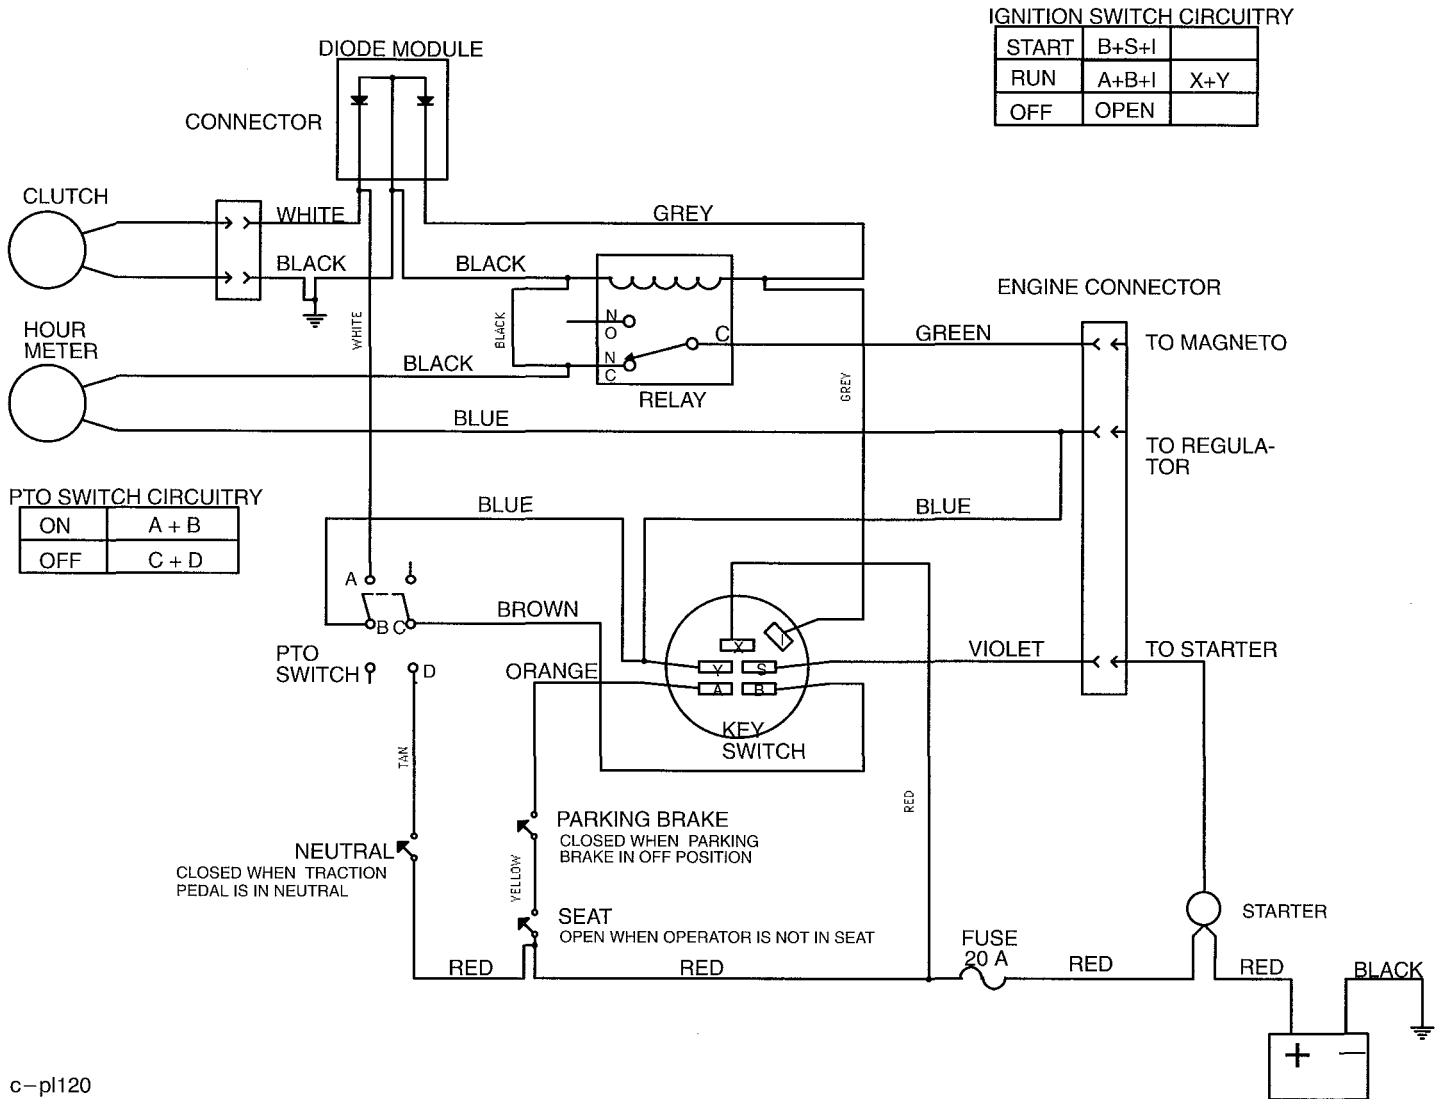 IGNITION SWITCH CIRCUITRY
START B+S+I
RUN A+B+I X+Y
OFF OPEN
DIODE MODULE
CONNECTOR
CLUTCH
WHITE
GREY
BLACK
BLACK
ENGINE CONNECTOR
HOUR
METER
WHITE
BLACK
N
O
C
N
C
GREEN
TO MAGNETO
BLACK
RELAY
GREY
BLUE
TO REGULA-
TOR
PTO SWITCH CIRCUITRY
ON A + B
OFF C + D
BLUE
BLUE
A
B C
BROWN
PTO
SWITCH
D
ORANGE
X
I
Y
S
A
B
KEY
SWITCH
VIOLET
TO STARTER
TAN
RED
PARKING BRAKE
CLOSED WHEN PARKING
BRAKE IN OFF POSITION
NEUTRAL
CLOSED WHEN TRACTION
PEDAL IS IN NEUTRAL
YELLOW
SEAT
OPEN WHEN OPERATOR IS NOT IN SEAT
STARTER
FUSE
20 A
RED
RED
RED
RED
BLACK
+
—
c-pl120